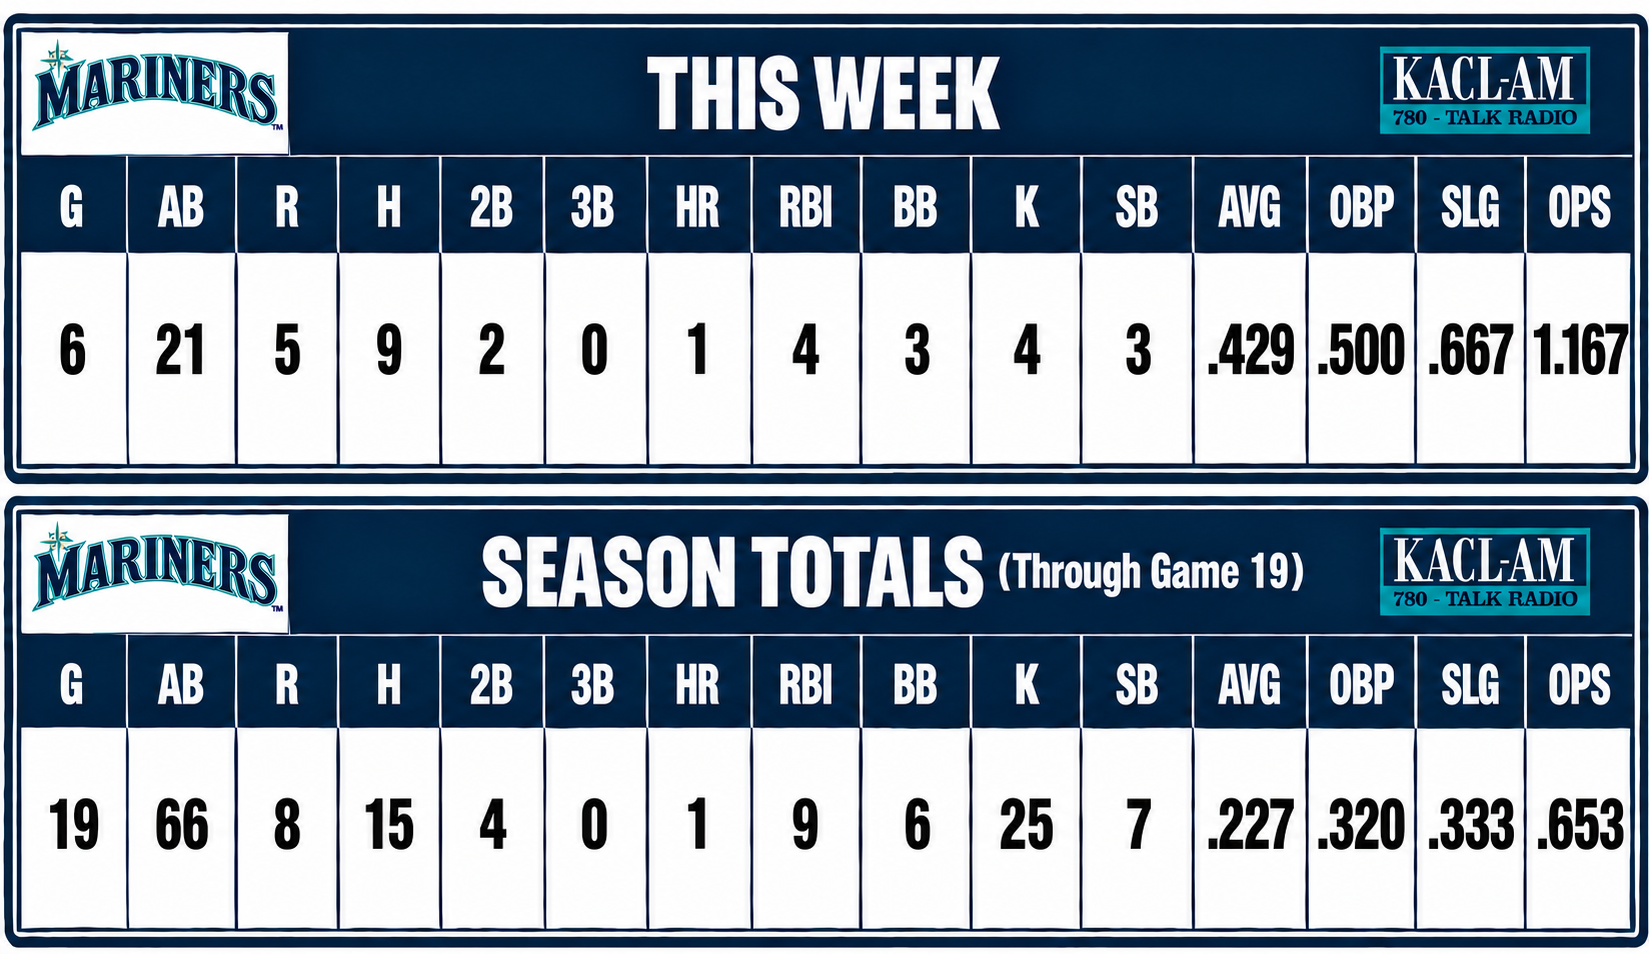 MARINERS™
THIS WEEK
KACL-AM
780 - TALK RADIO
G AB R H 2B 3B HR RBI BB K SB AVG OBP SLG OPS
6 21 5 9 2 0 1 4 3 4 3 .429 .500 .667 1.167
MARINERS™
SEASON TOTALS (Through Game 19)
KACL-AM
780 - TALK RADIO
G AB R H 2B 3B HR RBI BB K SB AVG OBP SLG OPS
19 66 8 15 4 0 1 9 6 25 7 .227 .320 .333 .653